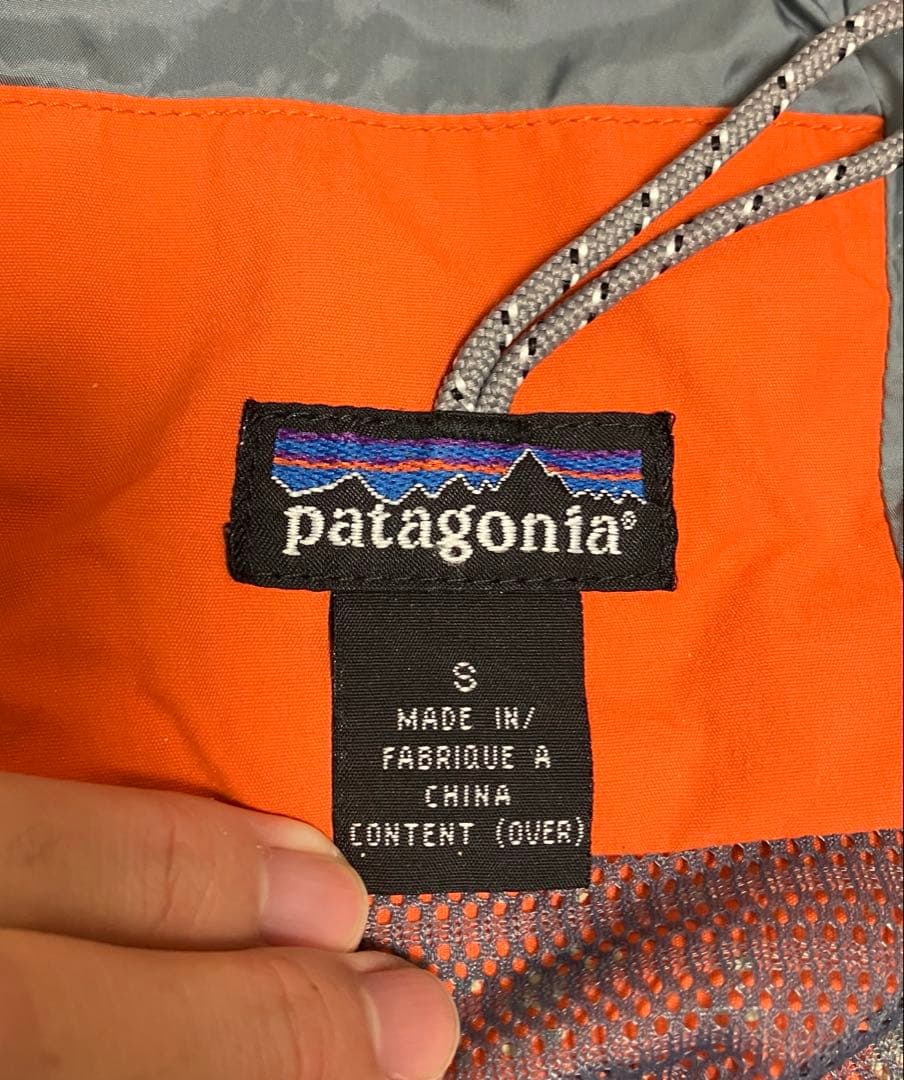 patagonia®
S
MADE IN/
FABRIQUE A
CHINA
CONTENT (OVER)